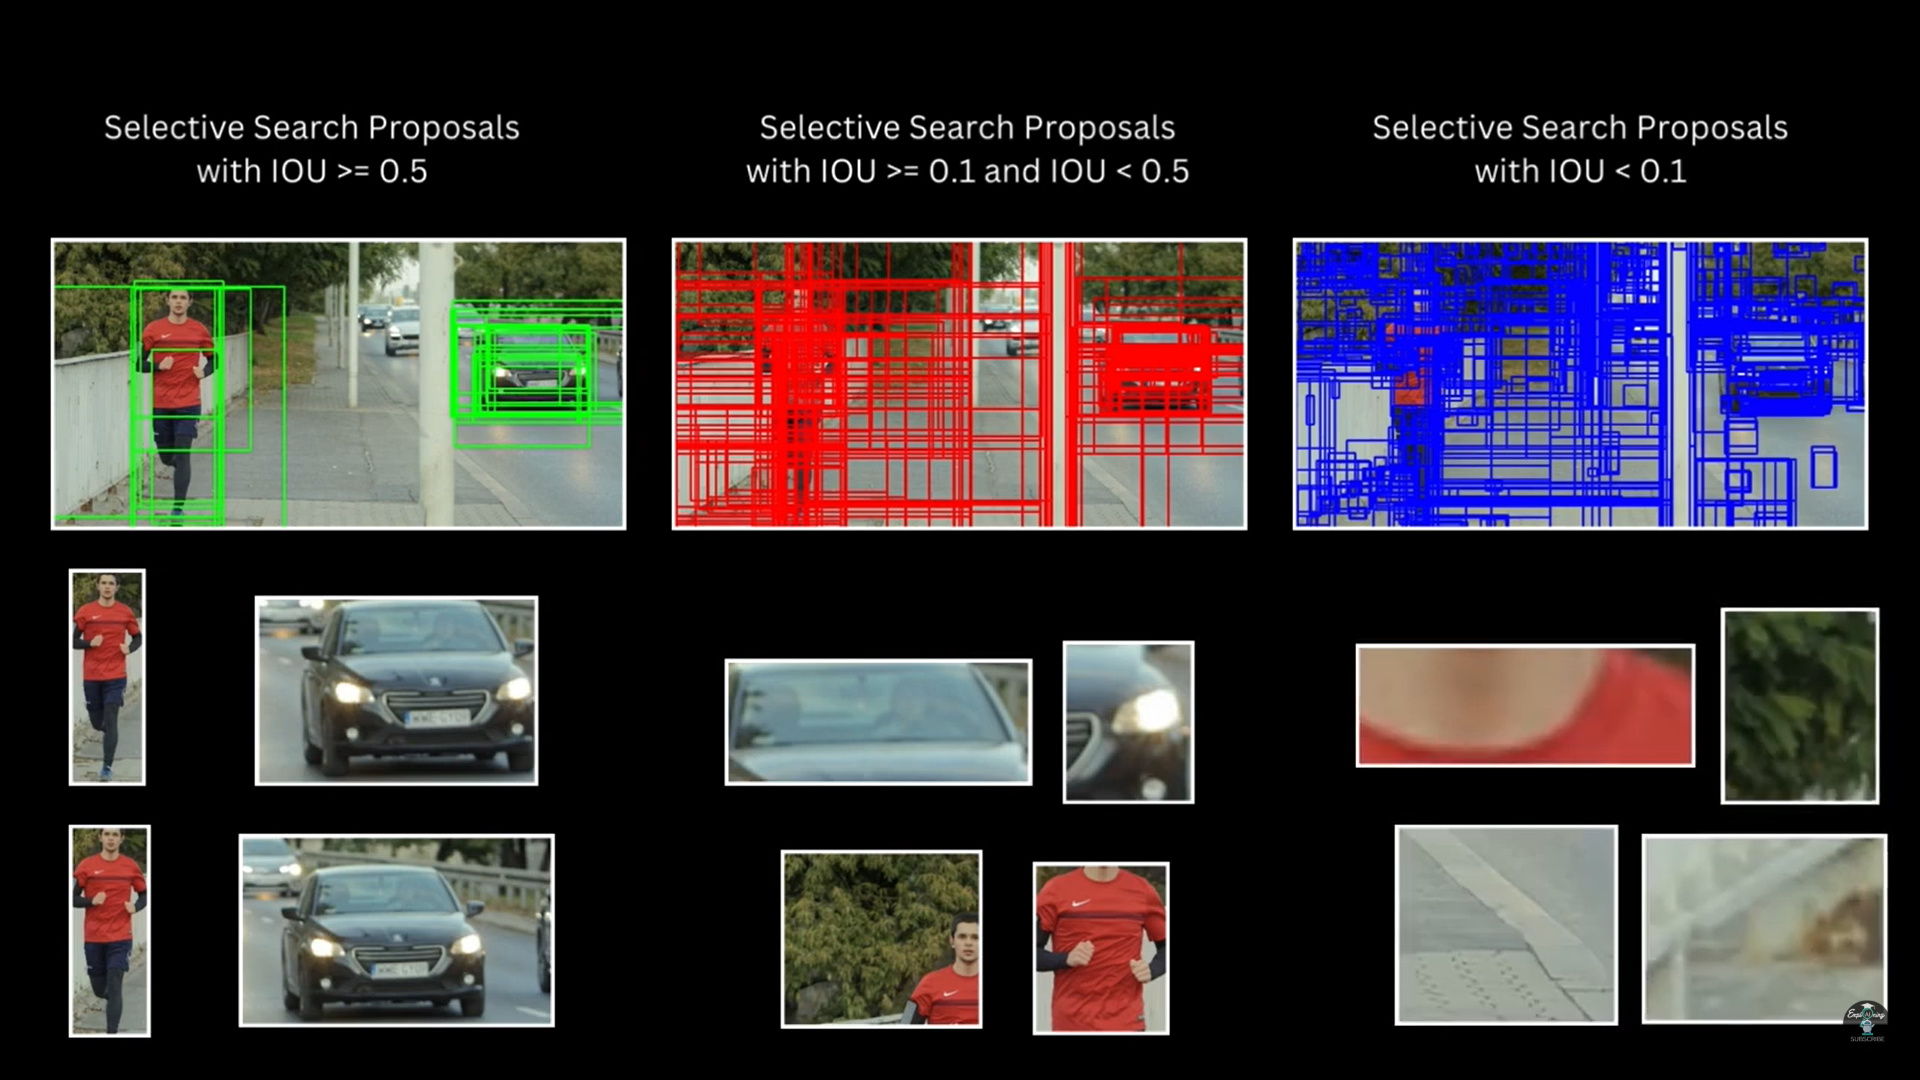 Selective Search Proposals
with IOU >= 0.5
Selective Search Proposals
with IOU >= 0.1 and IOU < 0.5
Selective Search Proposals
with IOU < 0.1
SUBSCRIBE